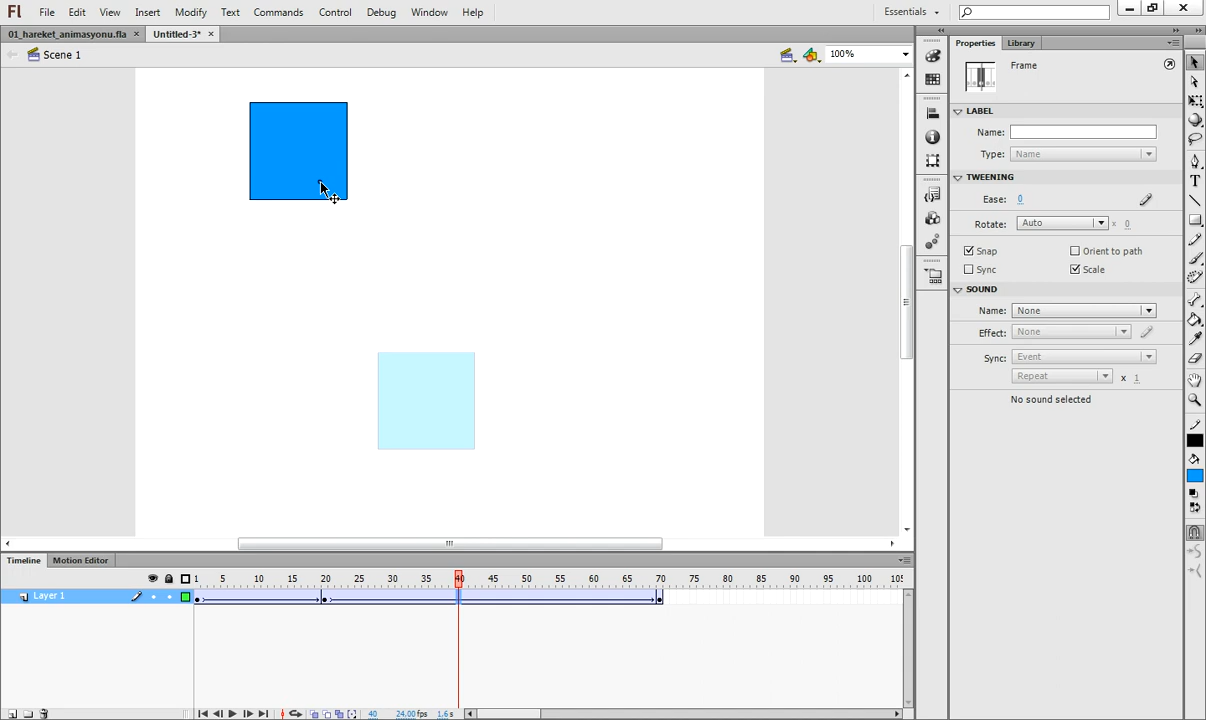 Fl File Edit View Insert Modify Text Commands Control Debug Window Help Essentials
01_hareket_animasyonu.fla × Untitled-3* ×
Scene 1 100%
Properties Library
Frame
LABEL
Name:
Type: Name
TWEENING
Ease: 0
Rotate: Auto x 0
Snap Orient to path
Sync Scale
SOUND
Name: None
Effect: None
Sync: Event
Repeat x 1
No sound selected
Timeline Motion Editor
1 5 10 15 20 25 30 35 40 45 50 55 60 65 70 75 80 85 90 95 100 105
Layer 1
40 24.00 fps 1.6 s